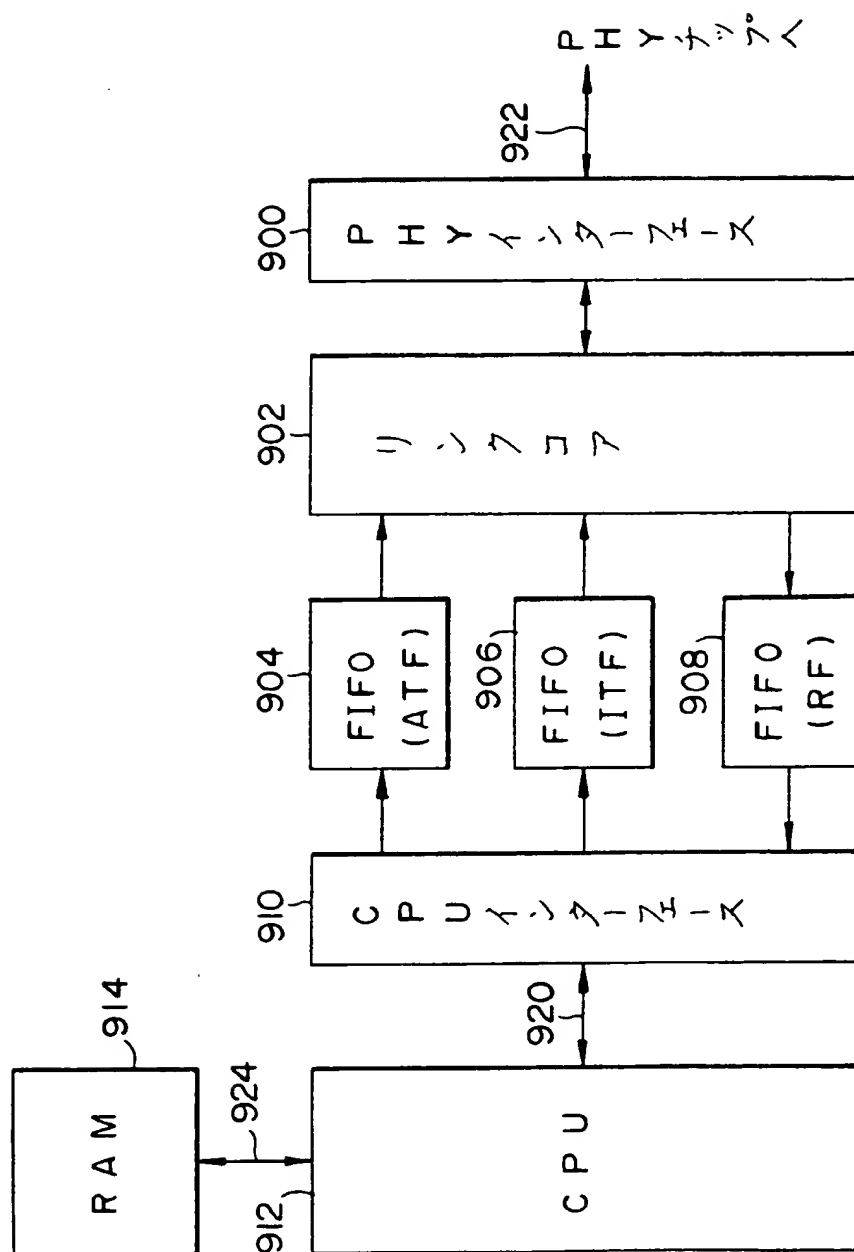 RAM
914
924
912
CPU
920
910
CPUインターフェース
904
FIFO
(ATF)
906
FIFO
(ITF)
908
FIFO
(RF)
902
リンクコア
900
PHYインターフェース
922
PHYチップへ